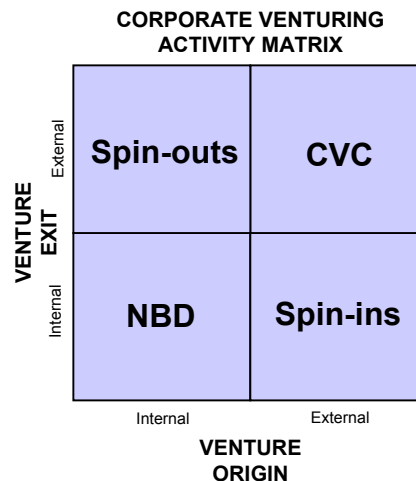 CORPORATE VENTURING
ACTIVITY MATRIX
External
Spin-outs
CVC
VENTURE
EXIT
Internal
NBD
Spin-ins
Internal
External
VENTURE
ORIGIN